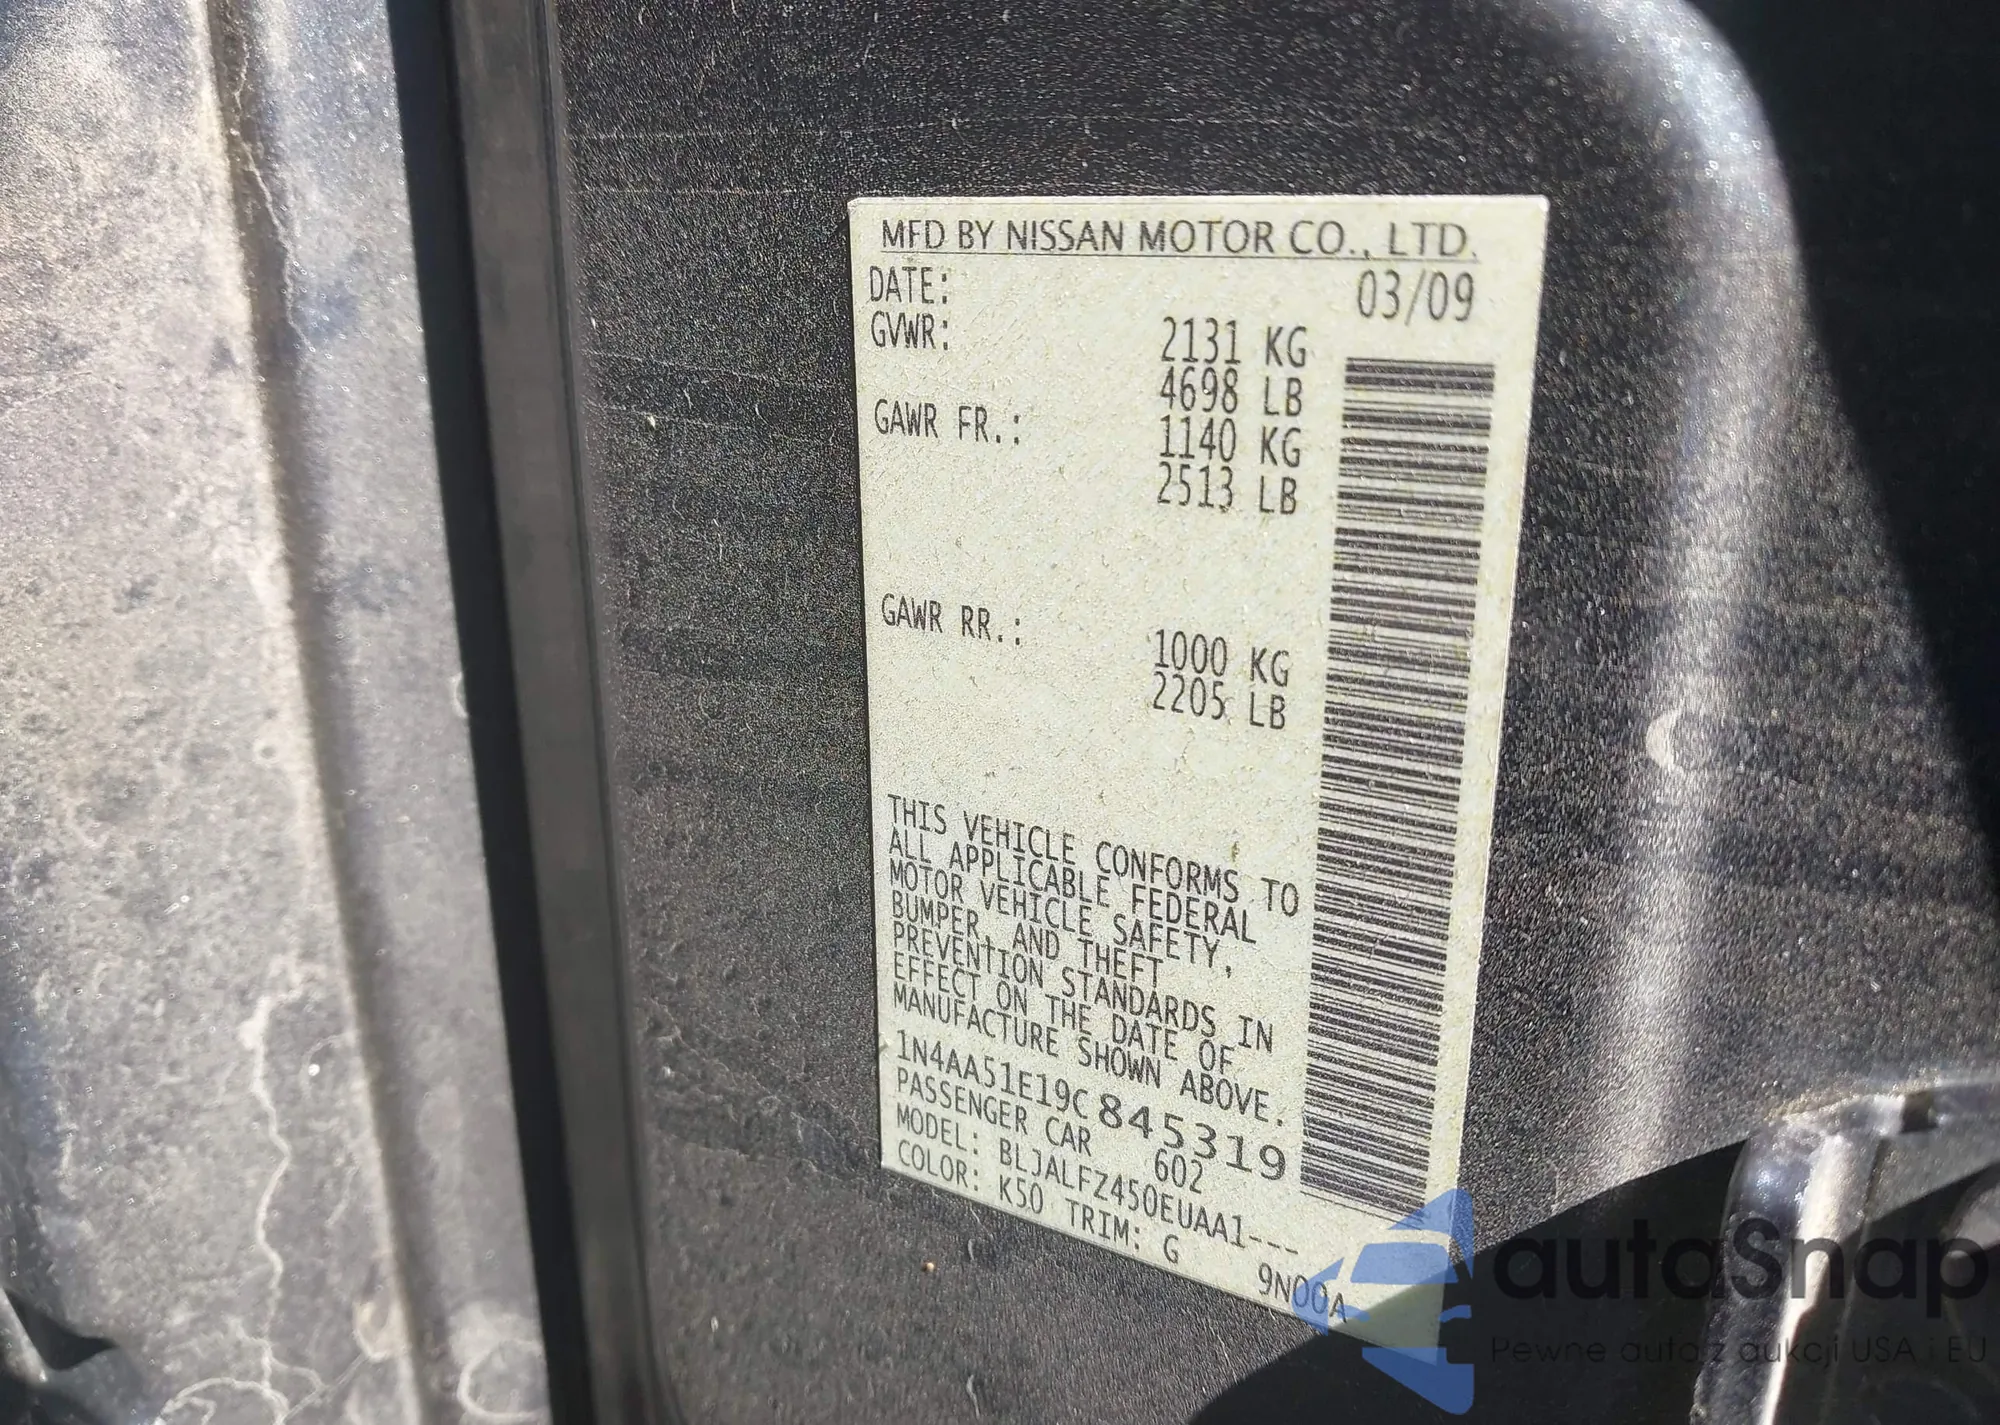 MFD BY NISSAN MOTOR CO., LTD.
DATE: 03/09
GVWR: 2131 KG
4698 LB
GAWR FR.: 1140 KG
2513 LB
GAWR RR.: 1000 KG
2205 LB
THIS VEHICLE CONFORMS TO
ALL APPLICABLE FEDERAL
MOTOR VEHICLE SAFETY,
BUMPER, AND THEFT
PREVENTION STANDARDS IN
EFFECT ON THE DATE OF
MANUFACTURE SHOWN ABOVE.
1N4AA51E19C845319
PASSENGER CAR 602
MODEL: BLJALFZ450EUAA1---
COLOR: K50 TRIM: G
9N00A
autoSnap
Pewne auto z aukcji USA i EU